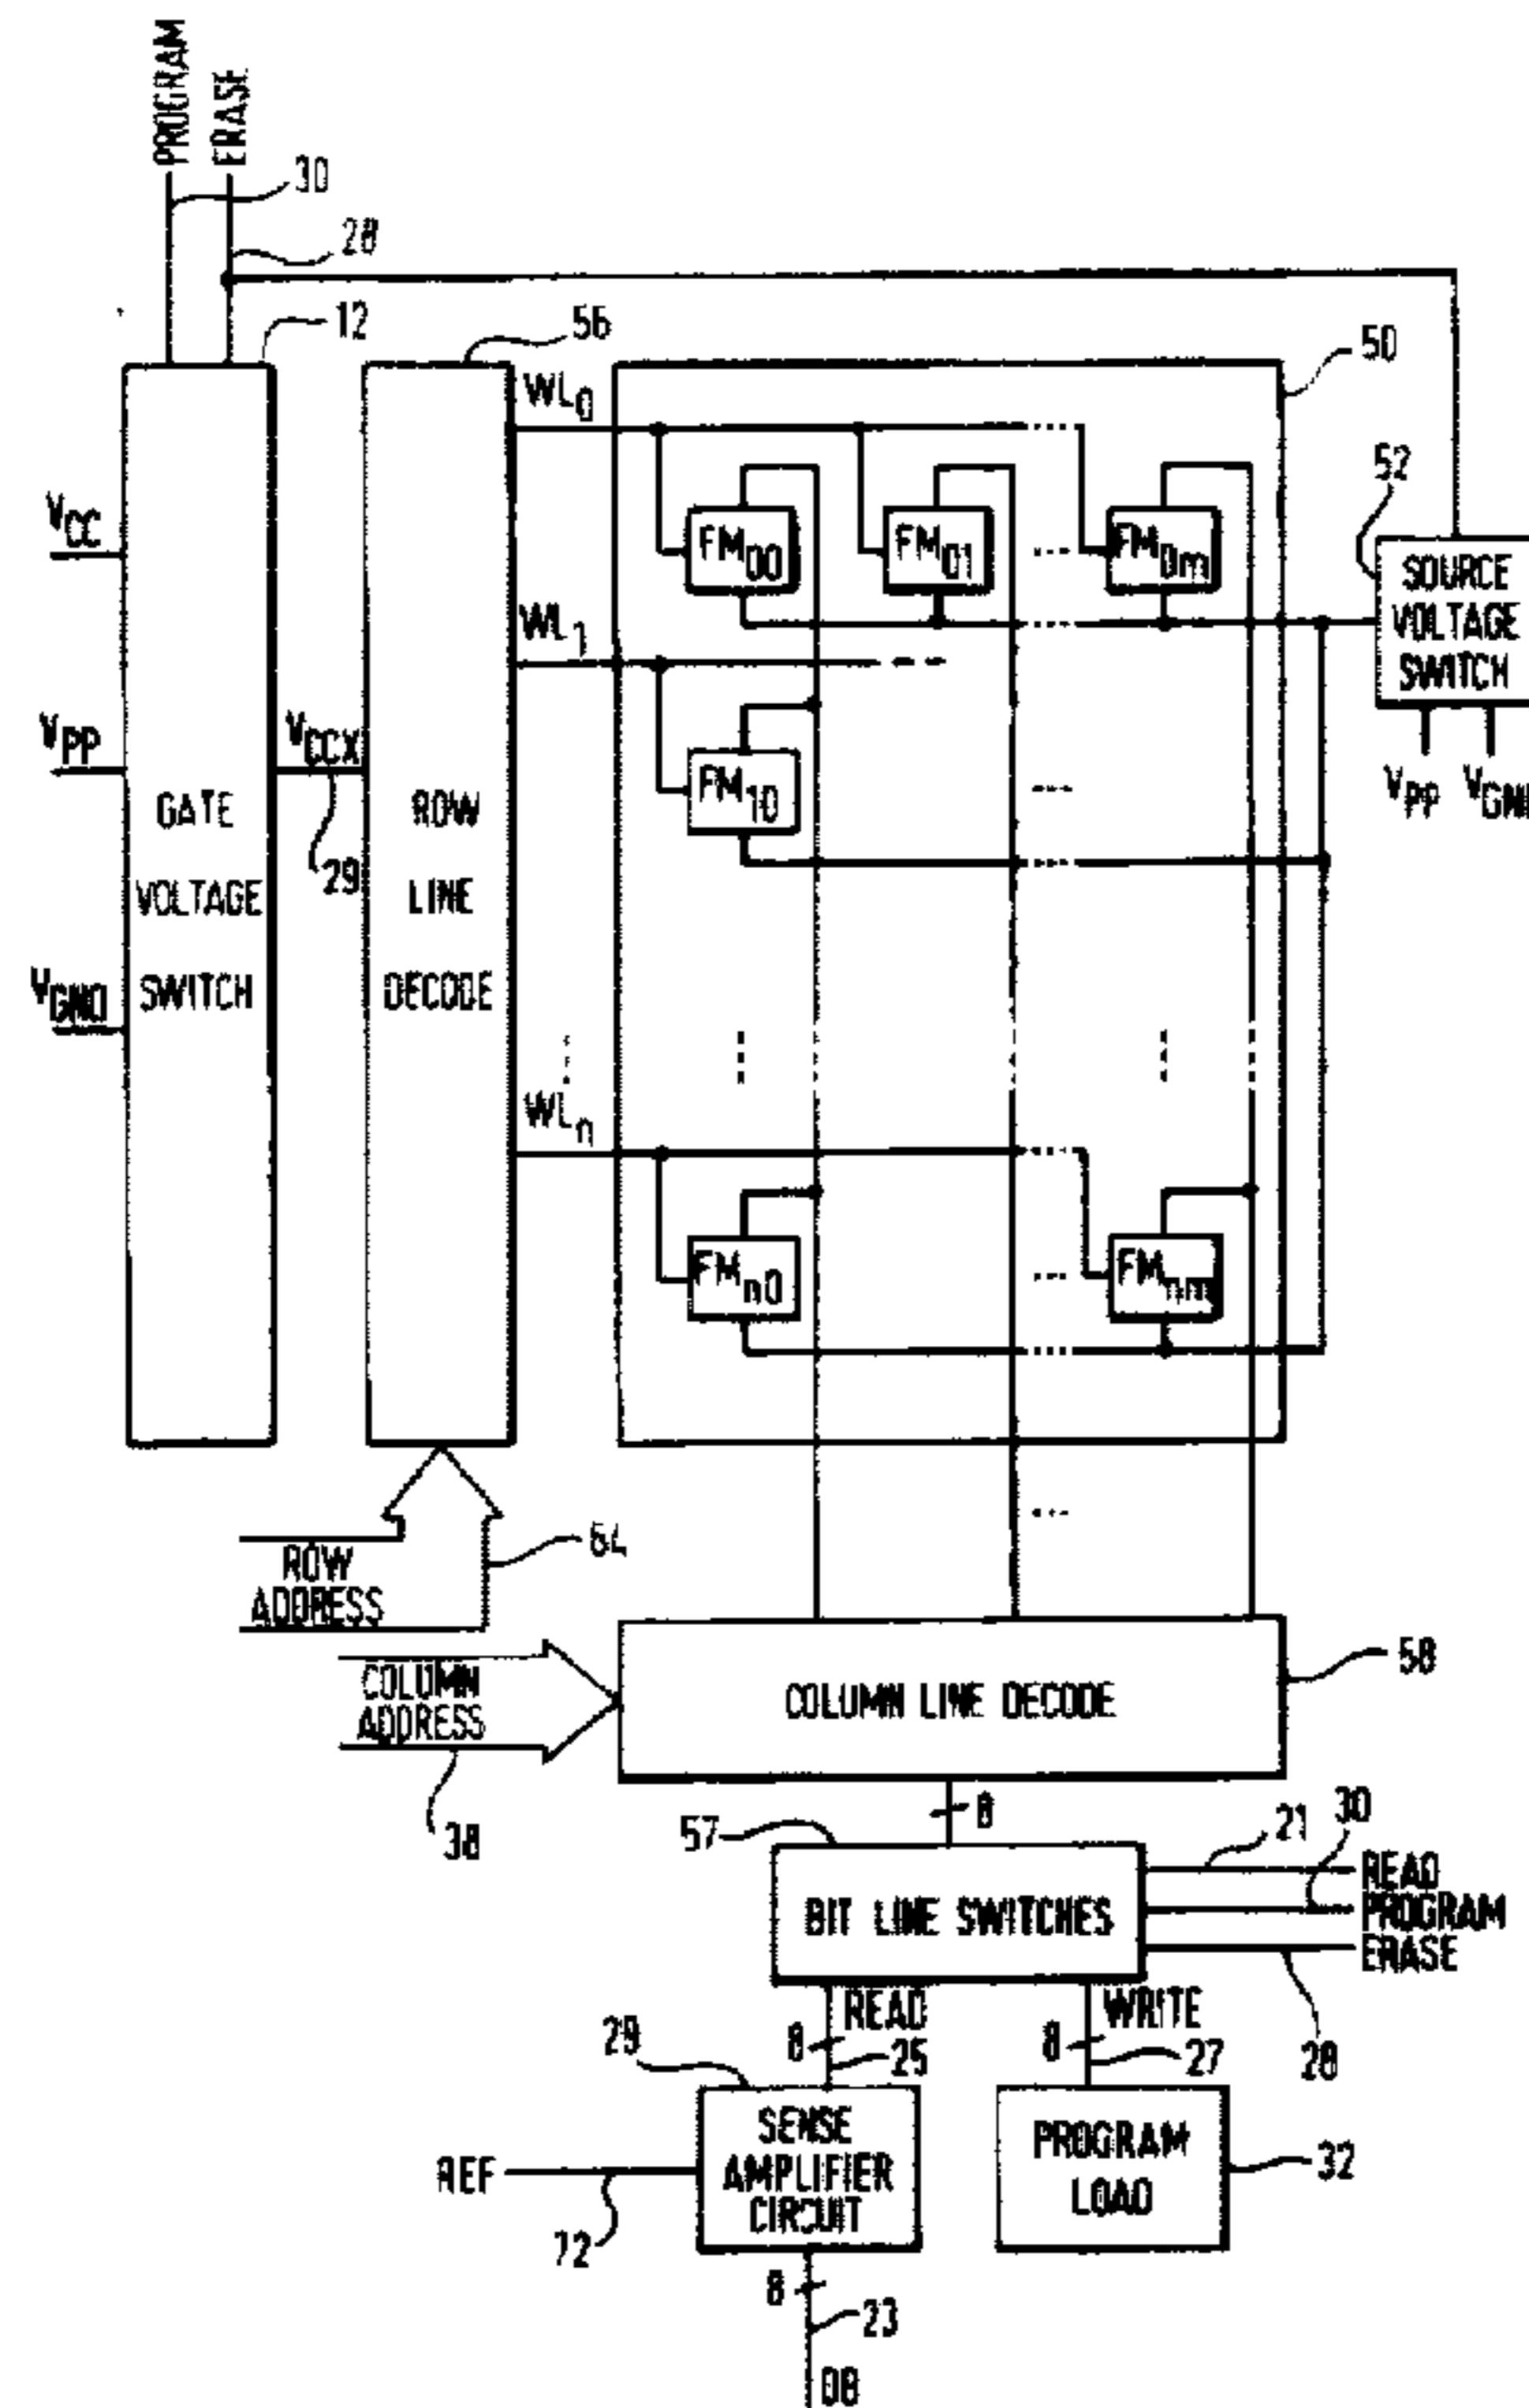 PROGRAM
ERASE
30
28
12
56
50
WL0
52
VCC
FM00
FM01
FM0m
SOURCE
VOLTAGE
SWITCH
WL1
VPP
VCCX
VPP
VGN
GATE
VOLTAGE
SWITCH
29
ROW
LINE
DECODE
FM10
VGND
WLn
FMn0
FMnm
ROW
ADDRESS
64
COLUMN
ADDRESS
38
COLUMN LINE DECODE
58
8
57
BIT LINE SWITCHES
21
30
READ
PROGRAM
ERASE
28
READ
WRITE
8
25
8
27
29
SENSE
AMPLIFIER
CIRCUIT
PROGRAM
LOAD
32
REF
72
8
23